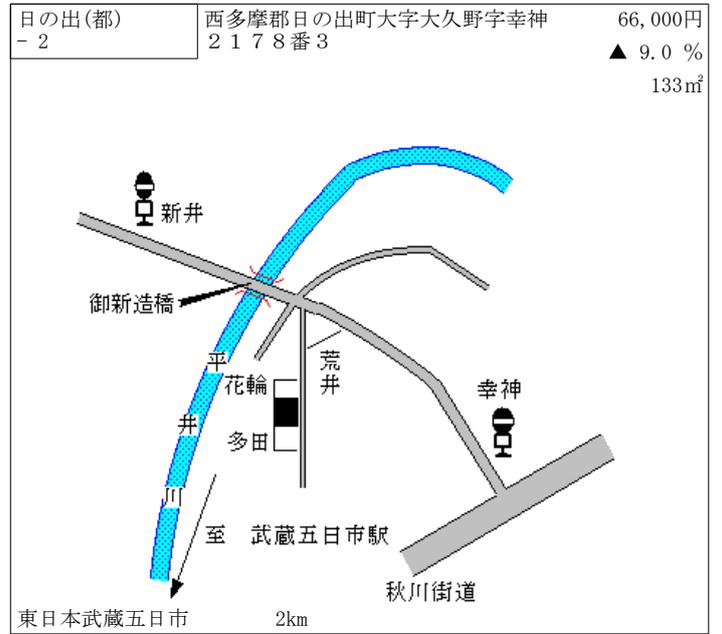 日の出(都)
- 2
西多摩郡日の出町大字大久野字幸神
２１７８番３
66,000円
▲ 9.0 %
133㎡
新井
御新造橋
平井川
荒井
花輪
多田
幸神
至 武蔵五日市駅
秋川街道
東日本武蔵五日市 2km